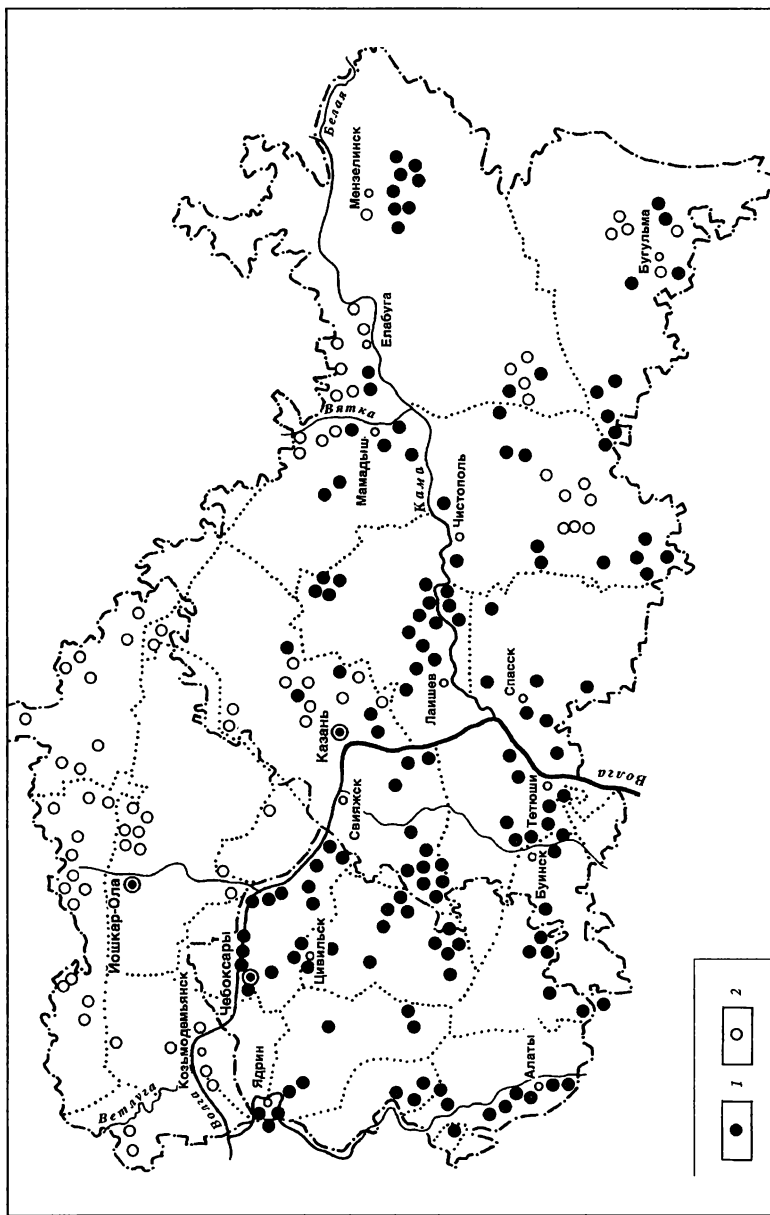 Белая
Мензелинск
Бугульма
Елабуга
Вятка
Мамадыш
Кама
Чистополь
Лаишев
Спасск
Казань
Волга
Тетюши
Свияжск
Буинск
Йошкар-Ола
Чебоксары
Цивильск
Козьмодемьянск
Ветлуга
Волга
Ядрин
Алаты
1
2